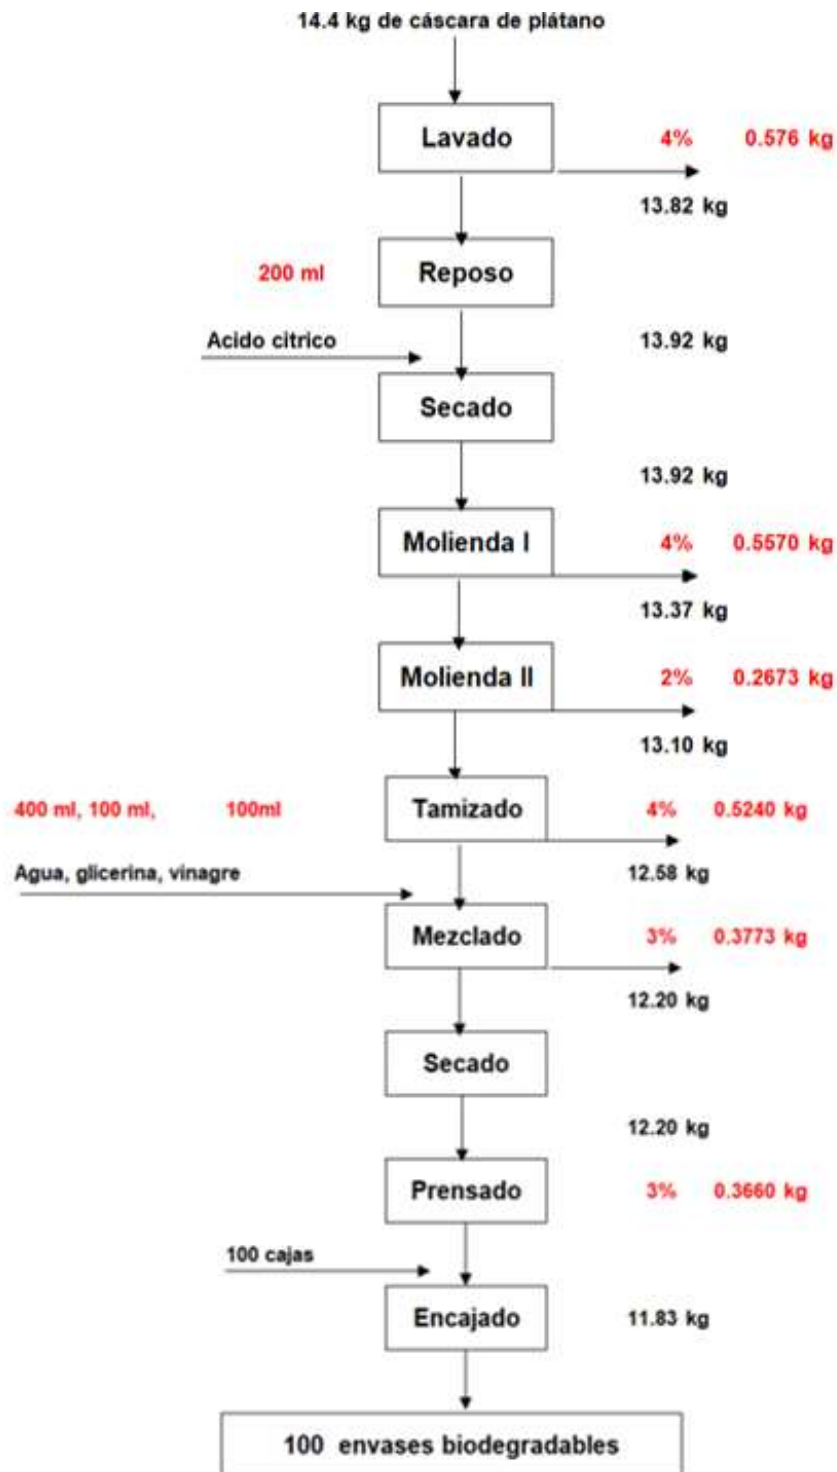 14.4 kg de cáscara de plátano
Lavado 4% 0.576 kg
13.82 kg
200 ml Reposo
Acido citrico 13.92 kg
Secado
13.92 kg
Molienda I 4% 0.5570 kg
13.37 kg
Molienda II 2% 0.2673 kg
13.10 kg
400 ml, 100 ml, 100ml Tamizado 4% 0.5240 kg
Agua, glicerina, vinagre 12.58 kg
Mezclado 3% 0.3773 kg
12.20 kg
Secado
12.20 kg
Prensado 3% 0.3660 kg
100 cajas
Encajado 11.83 kg
100 envases biodegradables